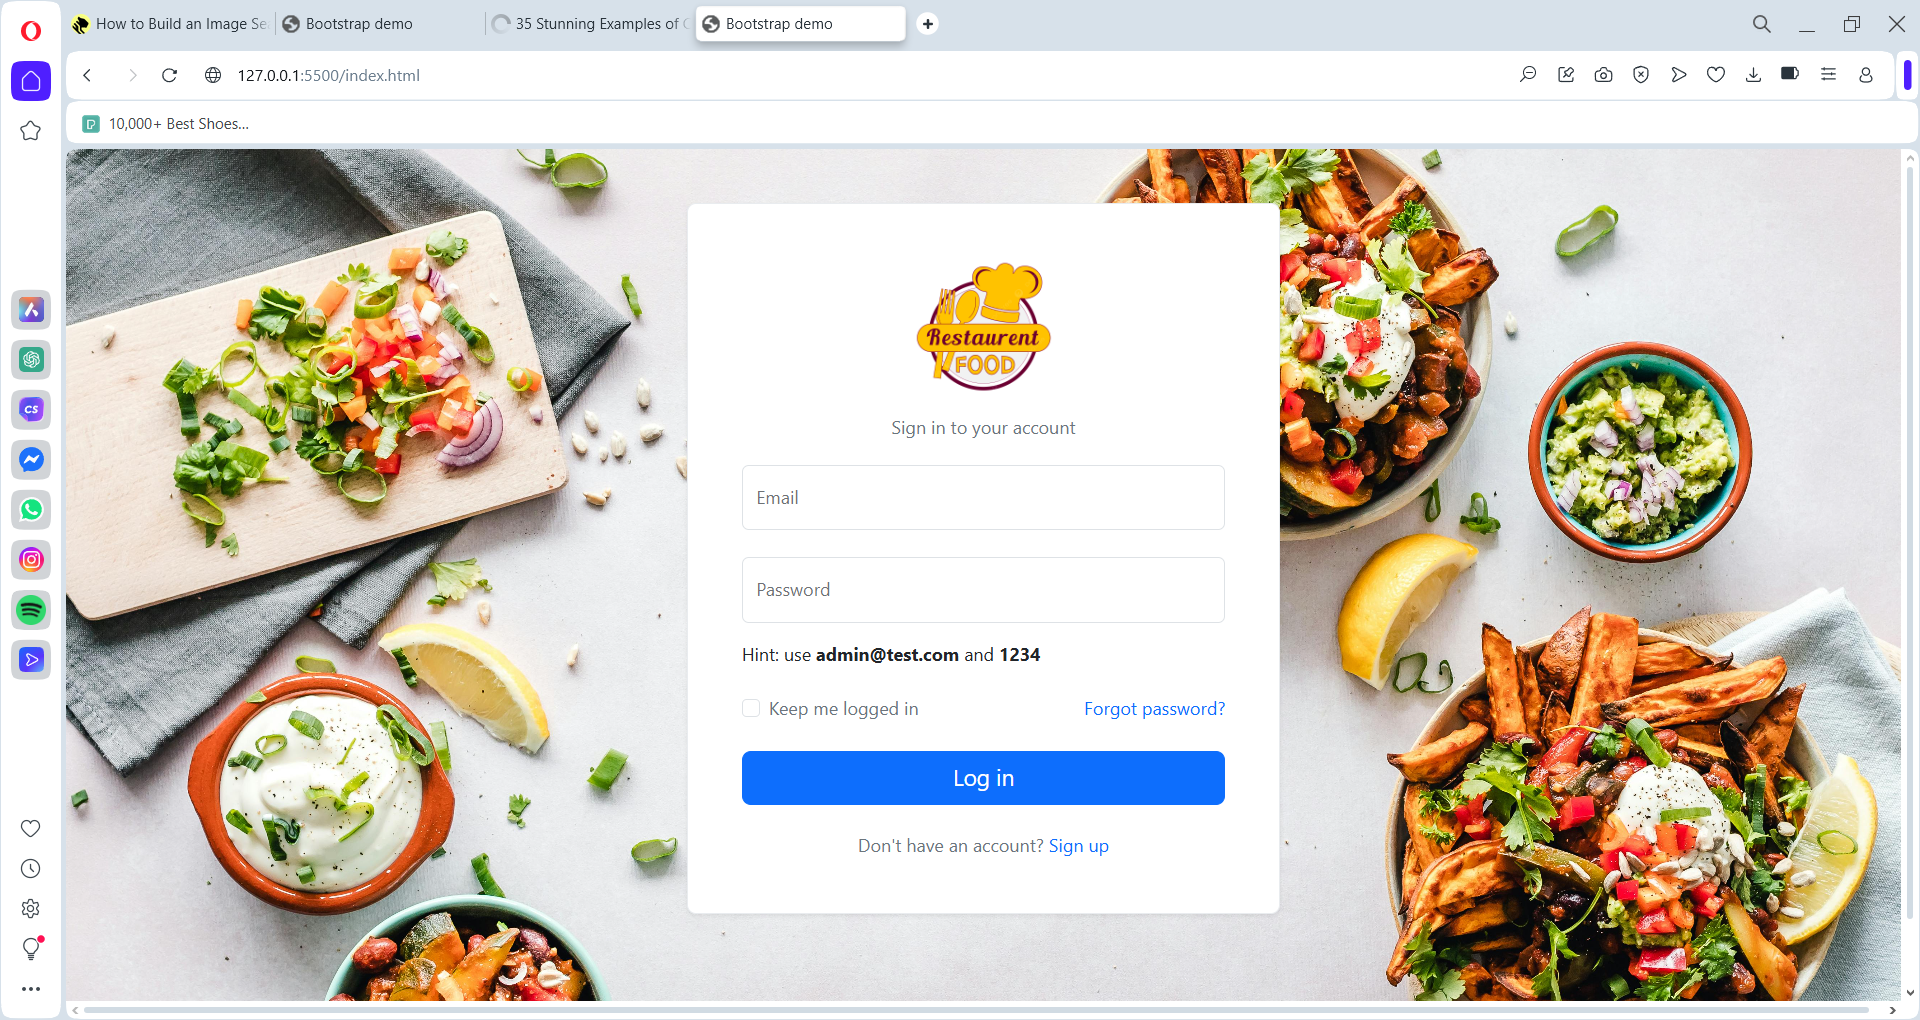 How to Build an Image Se
Bootstrap demo
35 Stunning Examples of C
Bootstrap demo
127.0.0.1:5500/index.html
10,000+ Best Shoes...
Restaurent
FOOD
Sign in to your account
Email
Password
Hint: use admin@test.com and 1234
Keep me logged in
Forgot password?
Log in
Don't have an account? Sign up
CS